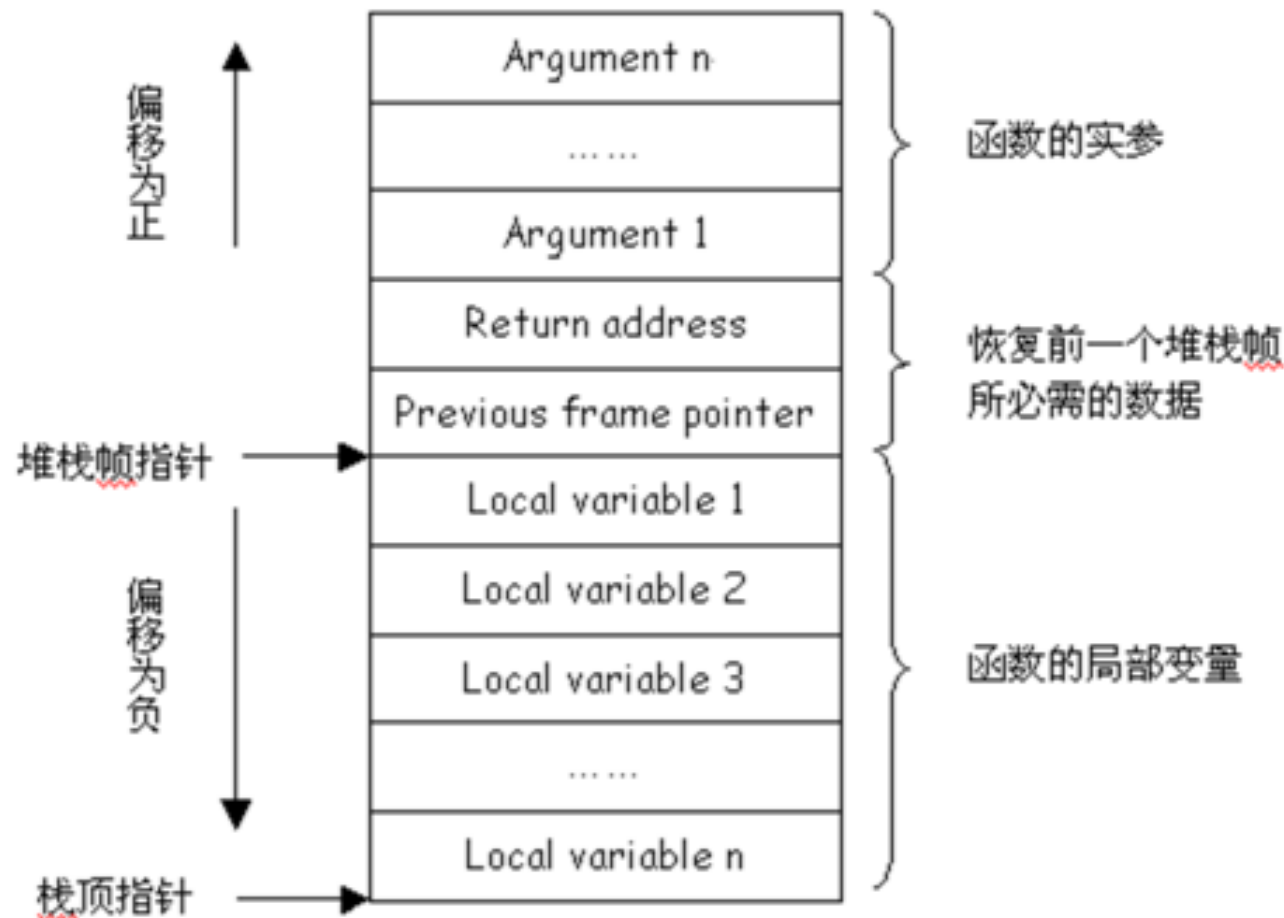 Argument n
……
Argument 1
Return address
Previous frame pointer
Local variable 1
Local variable 2
Local variable 3
……
Local variable n
偏移为正
堆栈帧指针
偏移为负
栈顶指针
函数的实参
恢复前一个堆栈帧
所必需的数据
函数的局部变量